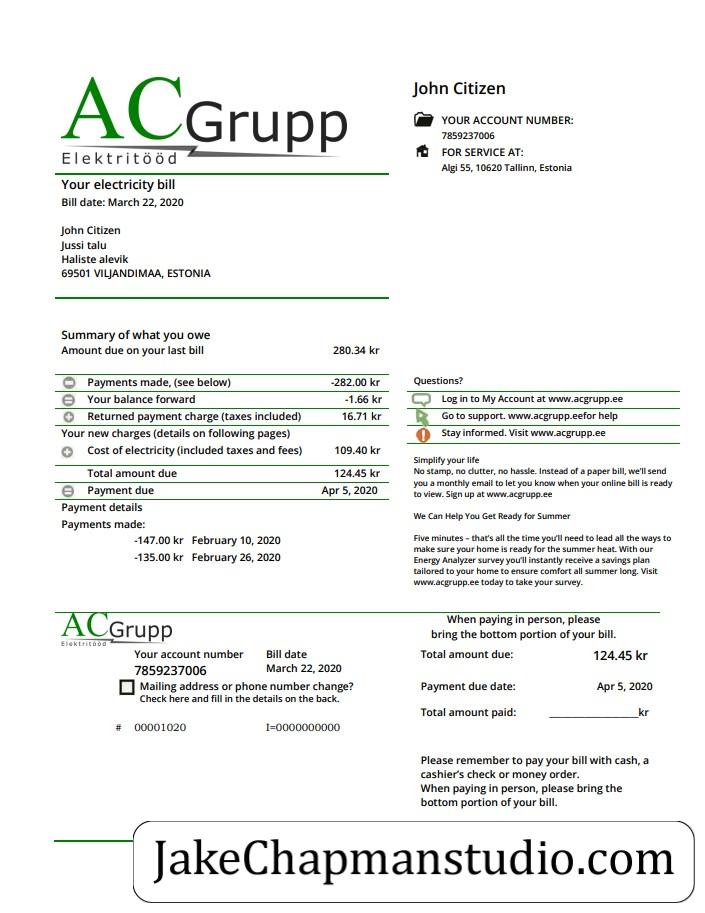 AC Grupp
Elektritööd
Your electricity bill
Bill date: March 22, 2020
John Citizen
Jussi talu
Haliste alevik
69501 VILJANDIMAA, ESTONIA
John Citizen
YOUR ACCOUNT NUMBER:
7859237006
FOR SERVICE AT:
Algi 55, 10620 Tallinn, Estonia
Summary of what you owe
Amount due on your last bill 280.34 kr
Payments made, (see below) -282.00 kr
Your balance forward -1.66 kr
Returned payment charge (taxes included) 16.71 kr
Your new charges (details on following pages)
Cost of electricity (included taxes and fees) 109.40 kr
Total amount due 124.45 kr
Payment due Apr 5, 2020
Payment details
Payments made:
-147.00 kr February 10, 2020
-135.00 kr February 26, 2020
Questions?
Log in to My Account at www.acgrupp.ee
Go to support. www.acgrupp.eefor help
Stay informed. Visit www.acgrupp.ee
Simplify your life
No stamp, no clutter, no hassle. Instead of a paper bill, we'll send
you a monthly email to let you know when your online bill is ready
to view. Sign up at www.acgrupp.ee
We Can Help You Get Ready for Summer
Five minutes – that's all the time you'll need to lead all the ways to
make sure your home is ready for the summer heat. With our
Energy Analyzer survey you'll instantly receive a savings plan
tailored to your home to ensure comfort all summer long. Visit
www.acgrupp.ee today to take your survey.
AC Grupp
Elektritööd
Your account number Bill date
7859237006 March 22, 2020
Mailing address or phone number change?
Check here and fill in the details on the back.
# 00001020 I=0000000000
When paying in person, please
bring the bottom portion of your bill.
Total amount due: 124.45 kr
Payment due date: Apr 5, 2020
Total amount paid: ________________kr
Please remember to pay your bill with cash, a
cashier's check or money order.
When paying in person, please bring the
bottom portion of your bill.
JakeChapmanstudio.com